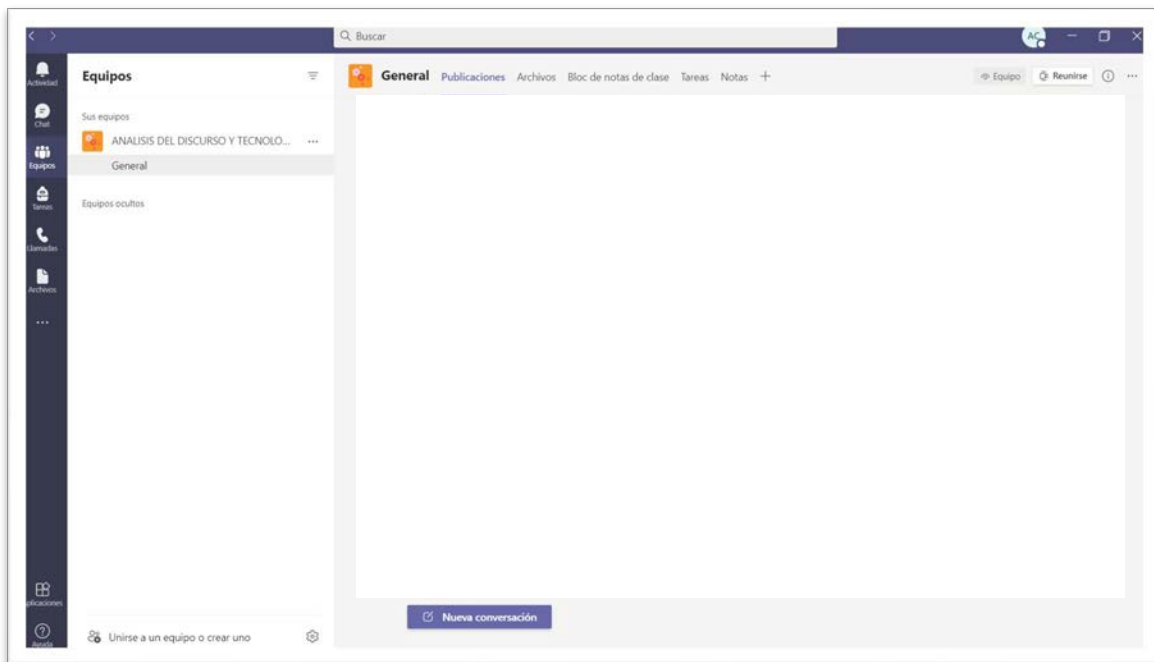 Buscar
AC
Actividad
Chat
Equipos
Tareas
Llamadas
Archivos
...
plicaciones
Ayuda
Equipos
Sus equipos
ANALISIS DEL DISCURSO Y TECNOLO... ...
General
Equipos ocultos
Unirse a un equipo o crear uno
General Publicaciones Archivos Bloc de notas de clase Tareas Notas +
Equipo Reunirse ...
Nueva conversación